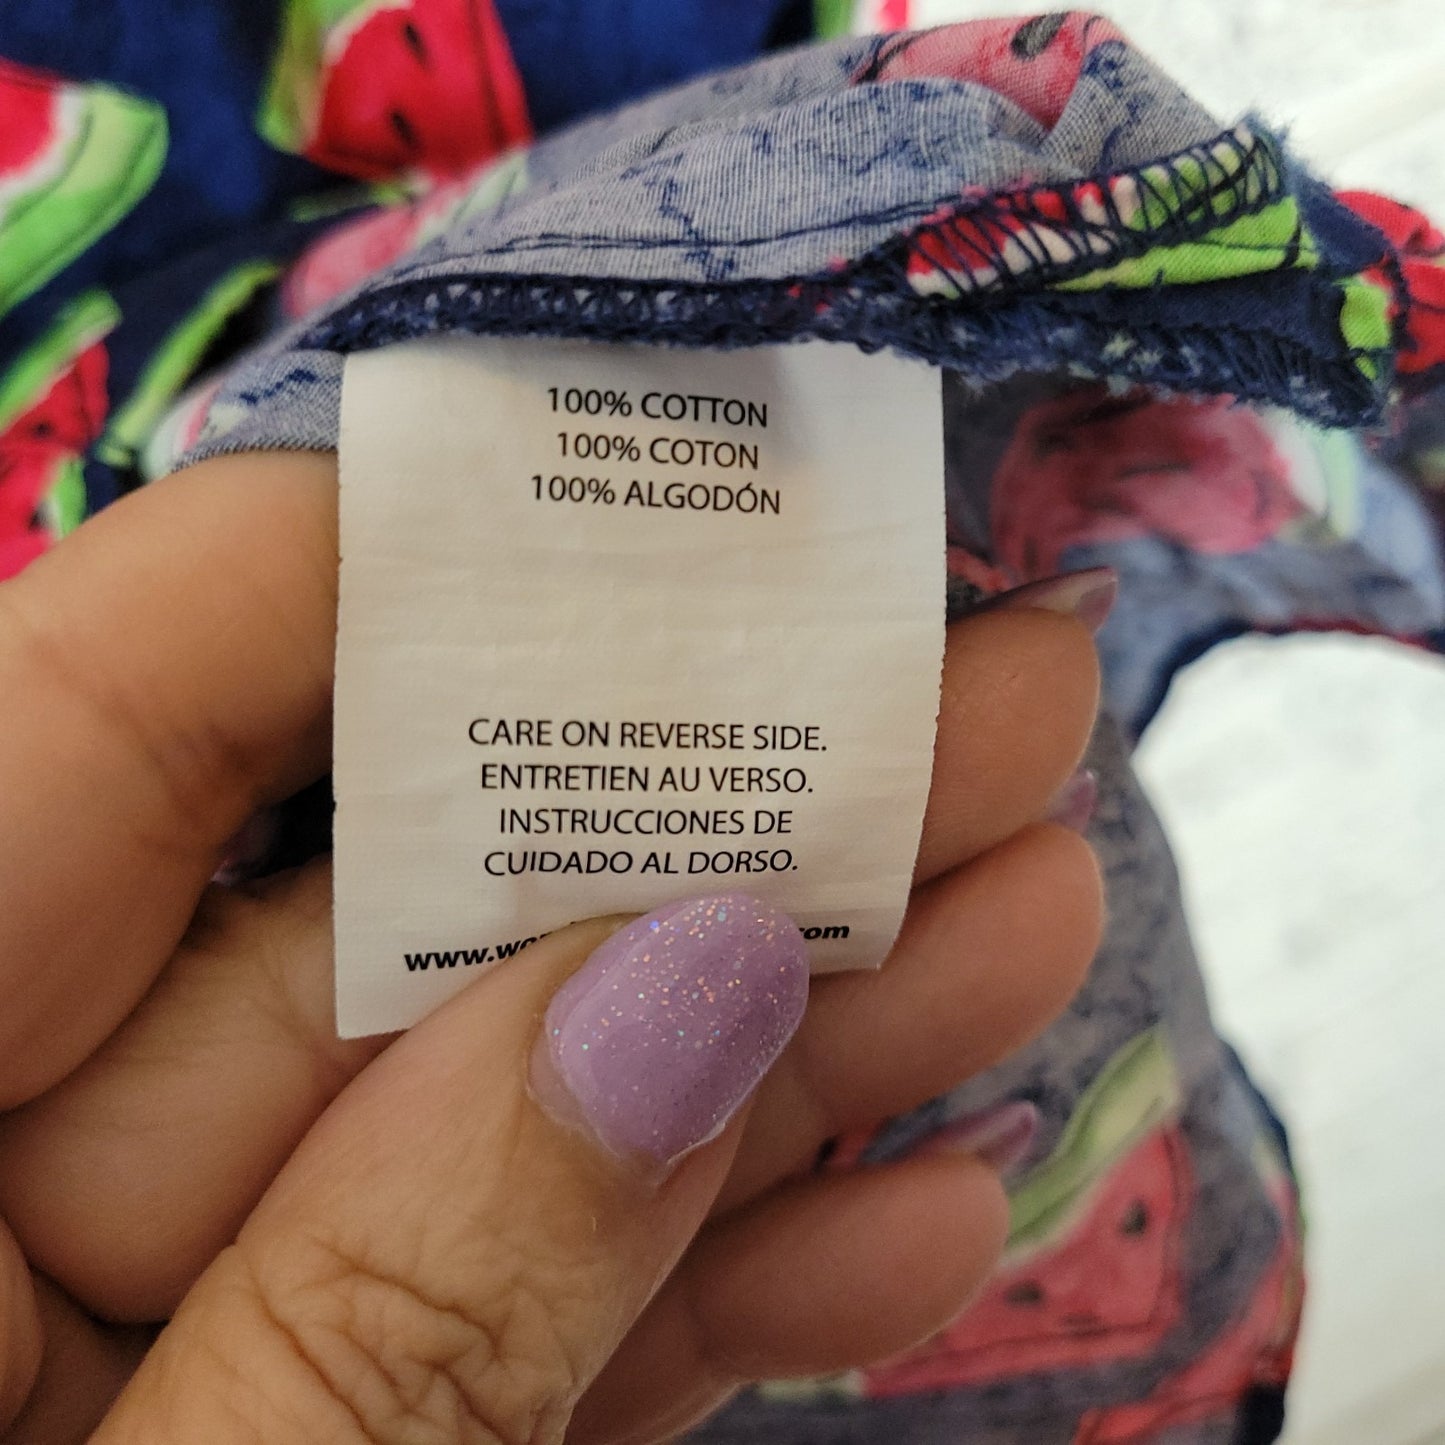 100% COTTON
100% COTON
100% ALGODÓN
CARE ON REVERSE SIDE.
ENTRETIEN AU VERSO.
INSTRUCCIONES DE
CUIDADO AL DORSO.